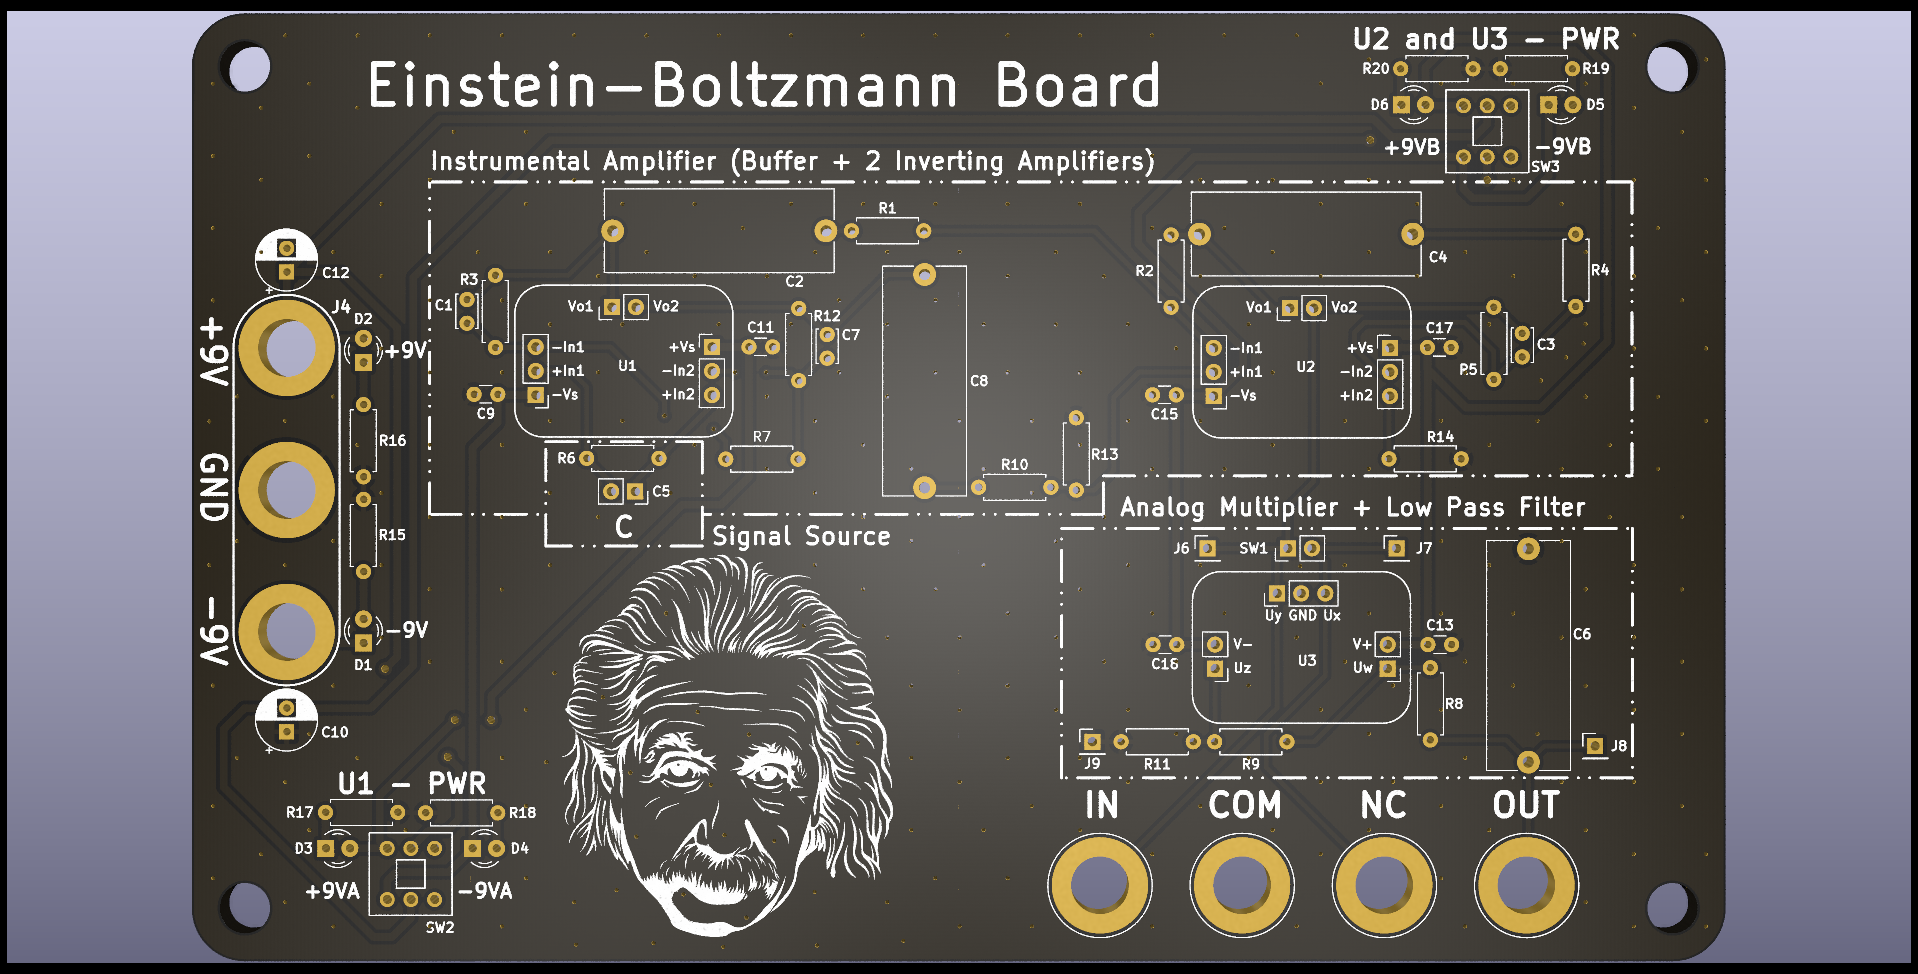 U2 and U3 - PWR
Einstein-Boltzmann Board
R20
R19
D6
D5
+9VB
-9VB
SW3
Instrumental Amplifier (Buffer + 2 Inverting Amplifiers)
R1
C2
R3
C1
Vo1
Vo2
C11
R12
C7
-In1
+In1
-Vs
U1
+Vs
-In2
+In2
C9
C8
R6
R7
C5
C
Signal Source
R10
R13
R2
C4
R4
Vo1
Vo2
C17
C3
R5
-In1
+In1
-Vs
U2
+Vs
-In2
+In2
C15
R14
C12
+
J4
D2
+9V
+9V
R16
GND
R15
-9V
-9V
D1
C10
+
Analog Multiplier + Low Pass Filter
J6
SW1
J7
Uy GND Ux
V-
Uz
U3
V+
Uw
C16
C13
C6
R8
J8
J9
R11
R9
IN
COM
NC
OUT
U1 - PWR
R17
R18
D3
D4
+9VA
-9VA
SW2